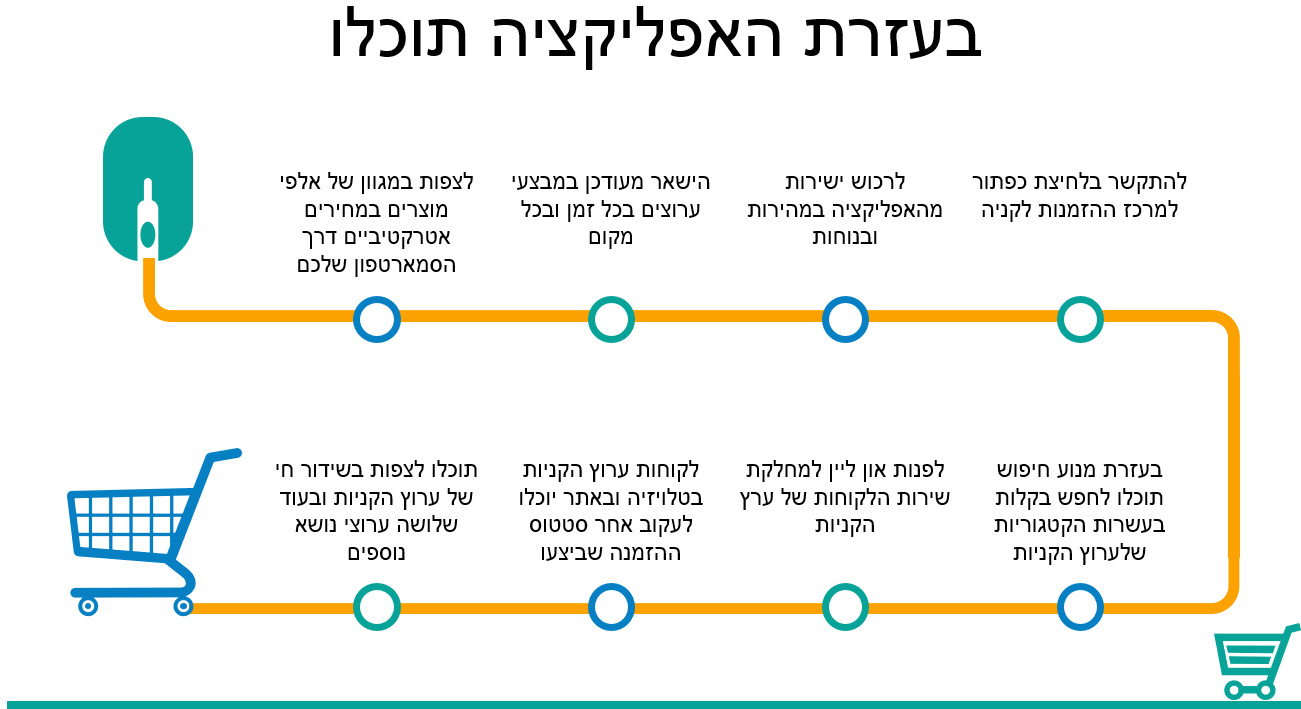 בעזרת האפליקציה תוכלו
להתקשר בלחיצת כפתור
למרכז ההזמנות לקניה
לרכוש ישירות
מהאפליקציה במהירות
ובנוחות
הישאר מעודכן במבצעי
ערוצים בכל זמן ובכל
מקום
לצפות במגוון של אלפי
מוצרים במחירים
אטרקטיביים דרך
הסמארטפון שלכם
בעזרת מנוע חיפוש
תוכלו לחפש בקלות
בעשרות הקטגוריות
שלערוץ הקניות
לפנות און ליין למחלקת
שירות הלקוחות של ערץ
הקניות
לקוחות ערוץ הקניות
בטלויזיה ובאתר יוכלו
לעקוב אחר סטטוס
ההזמנה שביצעו
תוכלו לצפות בשידור חי
של ערוץ הקניות ובעוד
שלושה ערוצי נושא
נוספים